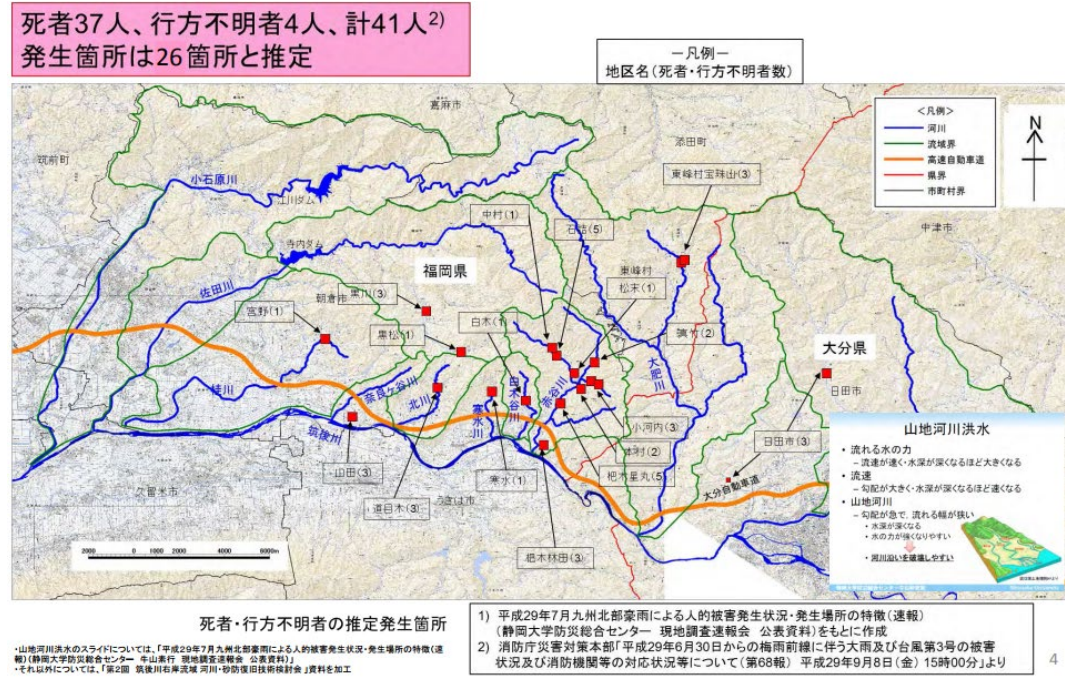 死者37人、行方不明者4人、計41人2)
発生箇所は26箇所と推定
－凡例－
地区名(死者・行方不明者数)
<凡例>
河川
流域界
高速自動車道
県界
市町村界
N
嘉麻市
筑前町
添田町
小石原川
江川ダム
東峰村宝珠山(3)
中村(1)
石詰(5)
中津市
寺内ダム
福岡県
東峰村
松末(1)
佐田川
朝倉市
黒川(3)
宮野(1)
黒松(1)
白木(1)
大分県
大肥川
日田市
桂川
奈良ケ谷川
北川
寒水川
白木谷川
赤谷川
筑後川
小河内(3)
日田市(3)
本村(2)
山田(3)
道目木(3)
寒水(1)
杷木星丸(5)
大分自動車道
久留米市
うきは市
杷木林田(3)
2000 0 1000 2000 4000 6000m
山地河川洪水
・流れる水の力
－流速が速く・水深が深くなるほど大きくなる
・流速
－勾配が大きく・水深が深くなるほど速くなる
・山地河川
－勾配が急で，流れる幅が狭い
・水深が深くなる
・水の力が強くなりやすい
・河川沿いを破壊しやすい
死者・行方不明者の推定発生箇所
1) 平成29年7月九州北部豪雨による人的被害発生状況・発生場所の特徴(速報)
(静岡大学防災総合センター 現地調査速報会 公表資料)をもとに作成
2) 消防庁災害対策本部「平成29年6月30日からの梅雨前線に伴う大雨及び台風第3号の被害
状況及び消防機関等の対応状況等について(第68報) 平成29年9月8日(金) 15時00分」より
・山地河川洪水のスライドについては、「平成29年7月九州北部豪雨による人的被害発生状況・発生場所の特徴(速
報)(静岡大学防災総合センター 牛山素行 現地調査速報会 公表資料)」
・それ以外については、「第2回 筑後川右岸流域 河川・砂防復旧技術検討会」資料を加工
4